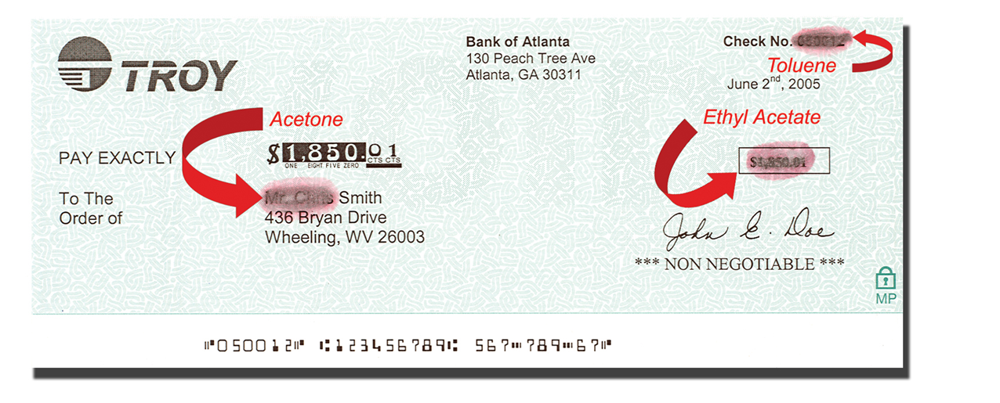 TROY
Bank of Atlanta
130 Peach Tree Ave
Atlanta, GA 30311
Check No. 050012
Toluene
June 2nd, 2005
Acetone
Ethyl Acetate
PAY EXACTLY
$1,850.01
CTS CTS
ONE EIGHT FIVE ZERO
$1,850.01
To The
Order of
Mr. Chris Smith
436 Bryan Drive
Wheeling, WV 26003
John E. Doe
*** NON NEGOTIABLE ***
MP
⑈050012⑈ ⑆123456789⑆ 567⑉789⑉67⑈